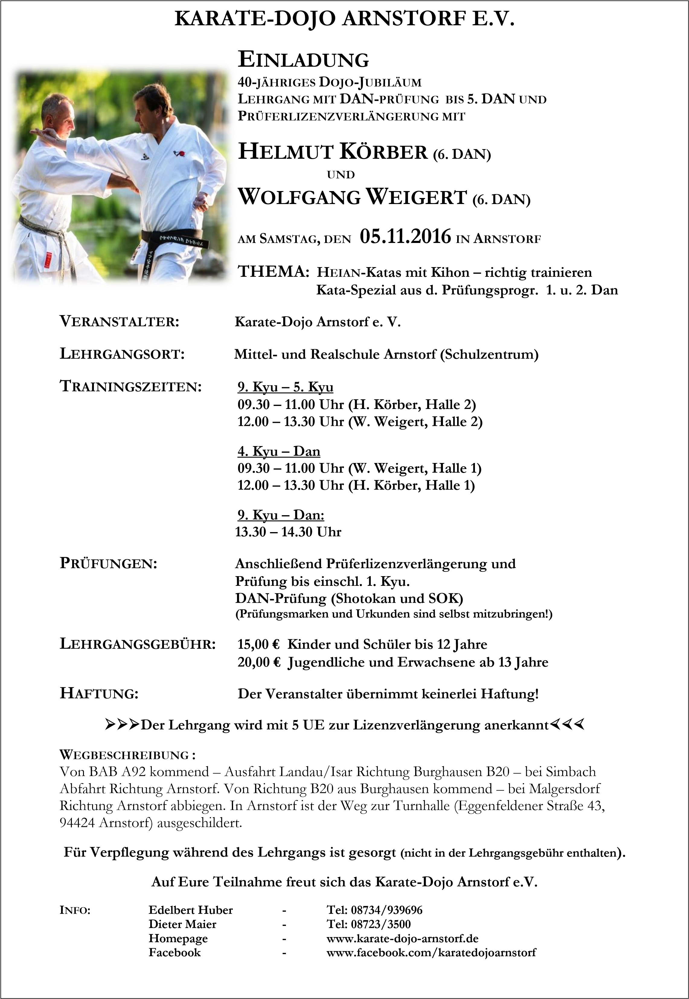 KARATE-DOJO ARNSTORF E.V.
EINLADUNG
40-JÄHRIGES DOJO-JUBILÄUM
LEHRGANG MIT DAN-PRÜFUNG BIS 5. DAN UND
PRÜFERLIZENZVERLÄNGERUNG MIT
HELMUT KÖRBER (6. DAN)
UND
WOLFGANG WEIGERT (6. DAN)
AM SAMSTAG, DEN 05.11.2016 IN ARNSTORF
THEMA: HEIAN-Katas mit Kihon – richtig trainieren
Kata-Spezial aus d. Prüfungsprogr. 1. u. 2. Dan
VERANSTALTER: Karate-Dojo Arnstorf e. V.
LEHRGANGSORT: Mittel- und Realschule Arnstorf (Schulzentrum)
TRAININGSZEITEN: 9. Kyu – 5. Kyu
09.30 – 11.00 Uhr (H. Körber, Halle 2)
12.00 – 13.30 Uhr (W. Weigert, Halle 2)
4. Kyu – Dan
09.30 – 11.00 Uhr (W. Weigert, Halle 1)
12.00 – 13.30 Uhr (H. Körber, Halle 1)
9. Kyu – Dan:
13.30 – 14.30 Uhr
PRÜFUNGEN: Anschließend Prüferlizenzverlängerung und
Prüfung bis einschl. 1. Kyu.
DAN-Prüfung (Shotokan und SOK)
(Prüfungsmarken und Urkunden sind selbst mitzubringen!)
LEHRGANGSGEBÜHR: 15,00 € Kinder und Schüler bis 12 Jahre
20,00 € Jugendliche und Erwachsene ab 13 Jahre
HAFTUNG: Der Veranstalter übernimmt keinerlei Haftung!
➢➢➢Der Lehrgang wird mit 5 UE zur Lizenzverlängerung anerkannt⮘⮘⮘
WEGBESCHREIBUNG :
Von BAB A92 kommend – Ausfahrt Landau/Isar Richtung Burghausen B20 – bei Simbach
Abfahrt Richtung Arnstorf. Von Richtung B20 aus Burghausen kommend – bei Malgersdorf
Richtung Arnstorf abbiegen. In Arnstorf ist der Weg zur Turnhalle (Eggenfeldener Straße 43,
94424 Arnstorf) ausgeschildert.
Für Verpflegung während des Lehrgangs ist gesorgt (nicht in der Lehrgangsgebühr enthalten).
Auf Eure Teilnahme freut sich das Karate-Dojo Arnstorf e.V.
INFO: Edelbert Huber - Tel: 08734/939696
Dieter Maier - Tel: 08723/3500
Homepage - www.karate-dojo-arnstorf.de
Facebook - www.facebook.com/karatedojoarnstorf